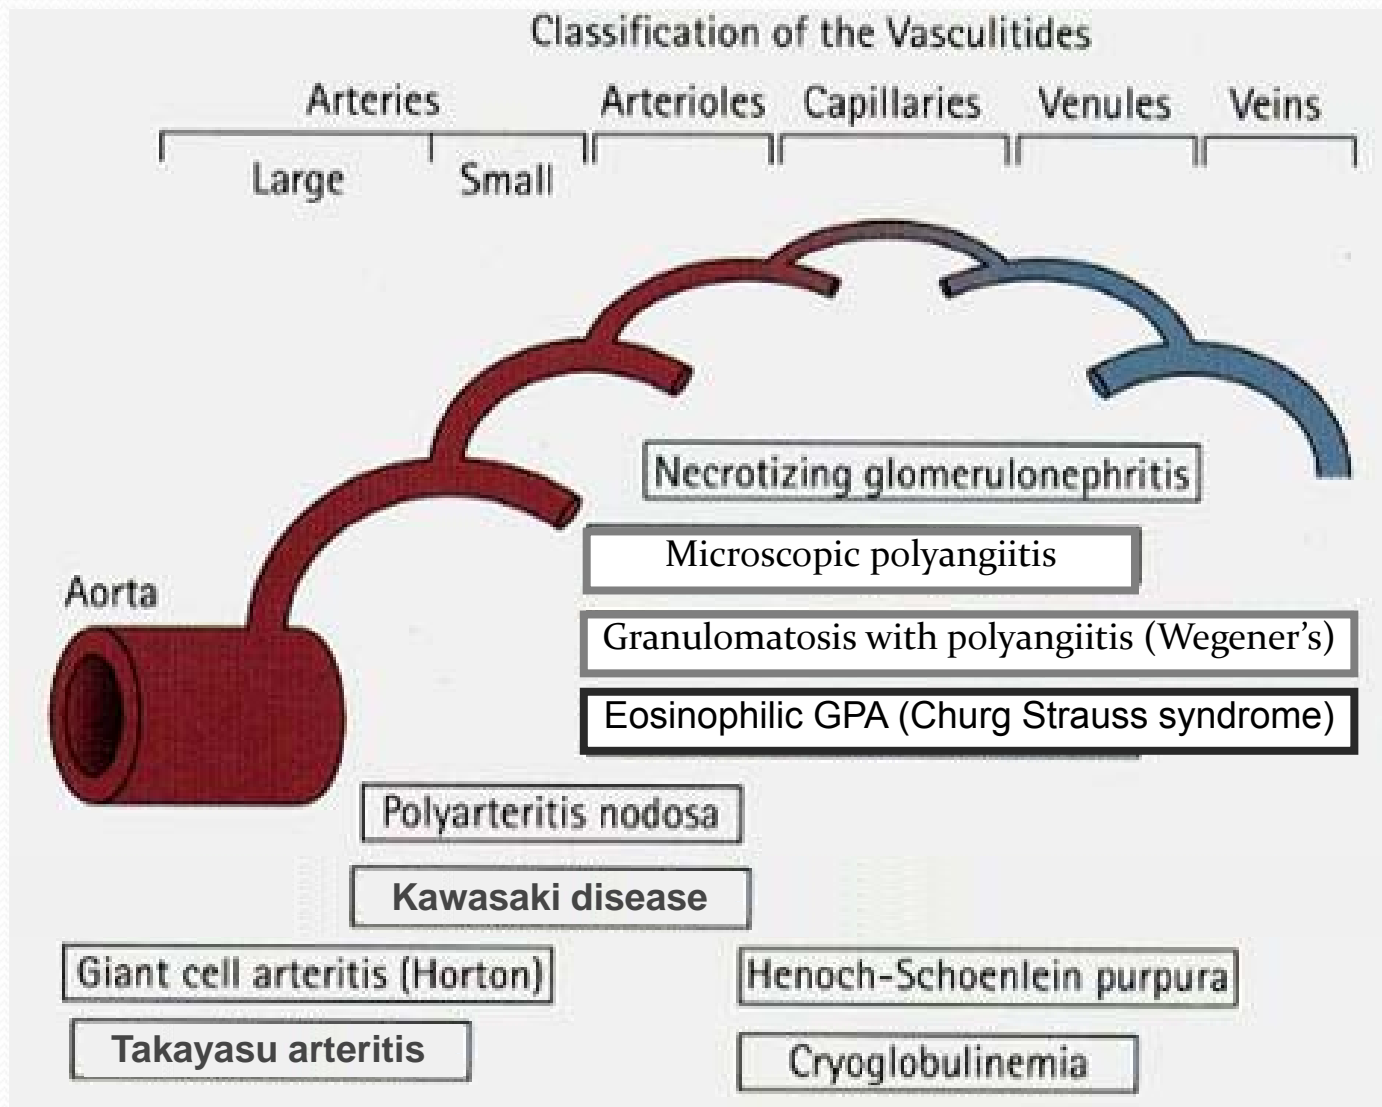 Classification of the Vasculitides
Arteries Arterioles Capillaries Venules Veins
Large Small
Necrotizing glomerulonephritis
Microscopic polyangiitis
Aorta
Granulomatosis with polyangiitis (Wegener’s)
Eosinophilic GPA (Churg Strauss syndrome)
Polyarteritis nodosa
Kawasaki disease
Giant cell arteritis (Horton) Henoch-Schoenlein purpura
Takayasu arteritis
Cryoglobulinemia